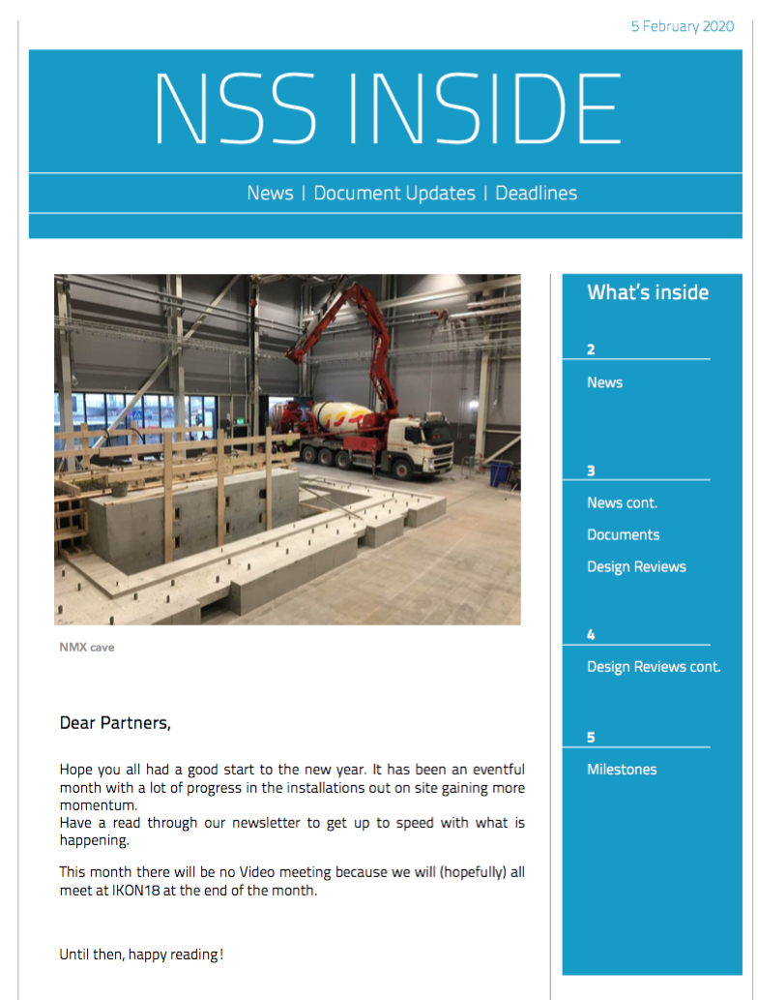 5 February 2020
NSS INSIDE
News | Document Updates | Deadlines
NMX cave
Dear Partners,
Hope you all had a good start to the new year. It has been an eventful
month with a lot of progress in the installations out on site gaining more
momentum.
Have a read through our newsletter to get up to speed with what is
happening.
This month there will be no Video meeting because we will (hopefully) all
meet at IKON18 at the end of the month.
Until then, happy reading!
What's inside
2
News
3
News cont.
Documents
Design Reviews
4
Design Reviews cont.
5
Milestones